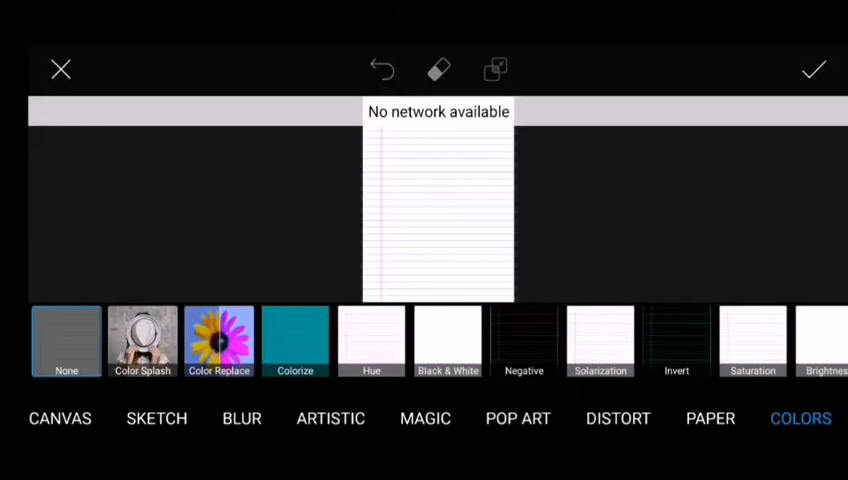 No network available
None Color Splash Color Replace Colorize Hue Black & White Negative Solarization Invert Saturation Brightnes
CANVAS SKETCH BLUR ARTISTIC MAGIC POP ART DISTORT PAPER COLORS